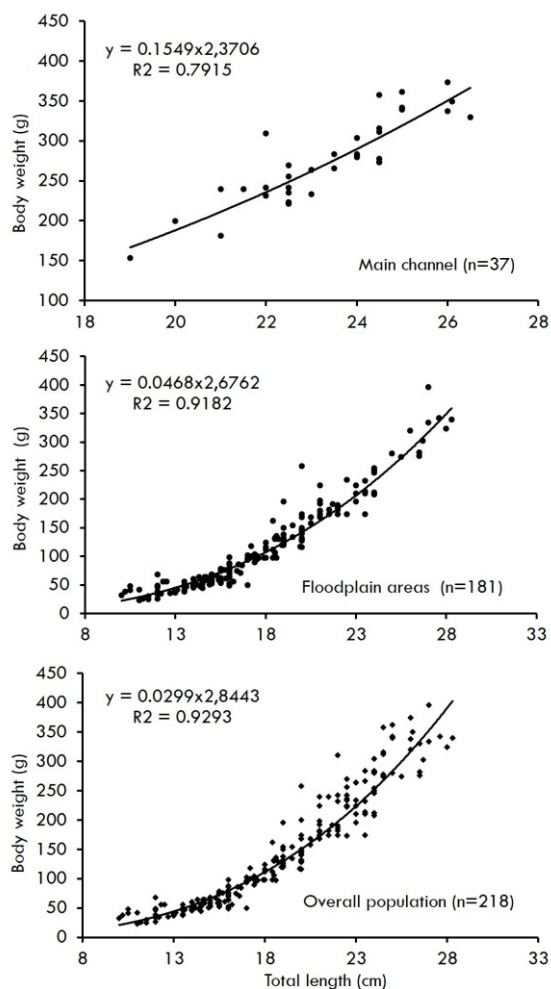 450
y = 0.1549x2,3706
400
R2 = 0.7915
350
300
Body weight (g)
250
200
150
Main channel (n=37)
100
18 20 22 24 26 28
450
y = 0.0468x2,6762
400
R2 = 0.9182
350
300
Body weight (g)
250
200
150
100
50
Floodplain areas (n=181)
0
8 13 18 23 28 33
450
y = 0.0299x2,8443
400
R2 = 0.9293
350
300
Body weight (g)
250
200
150
100
50
Overall population (n=218)
0
8 13 18 23 28 33
Total length (cm)